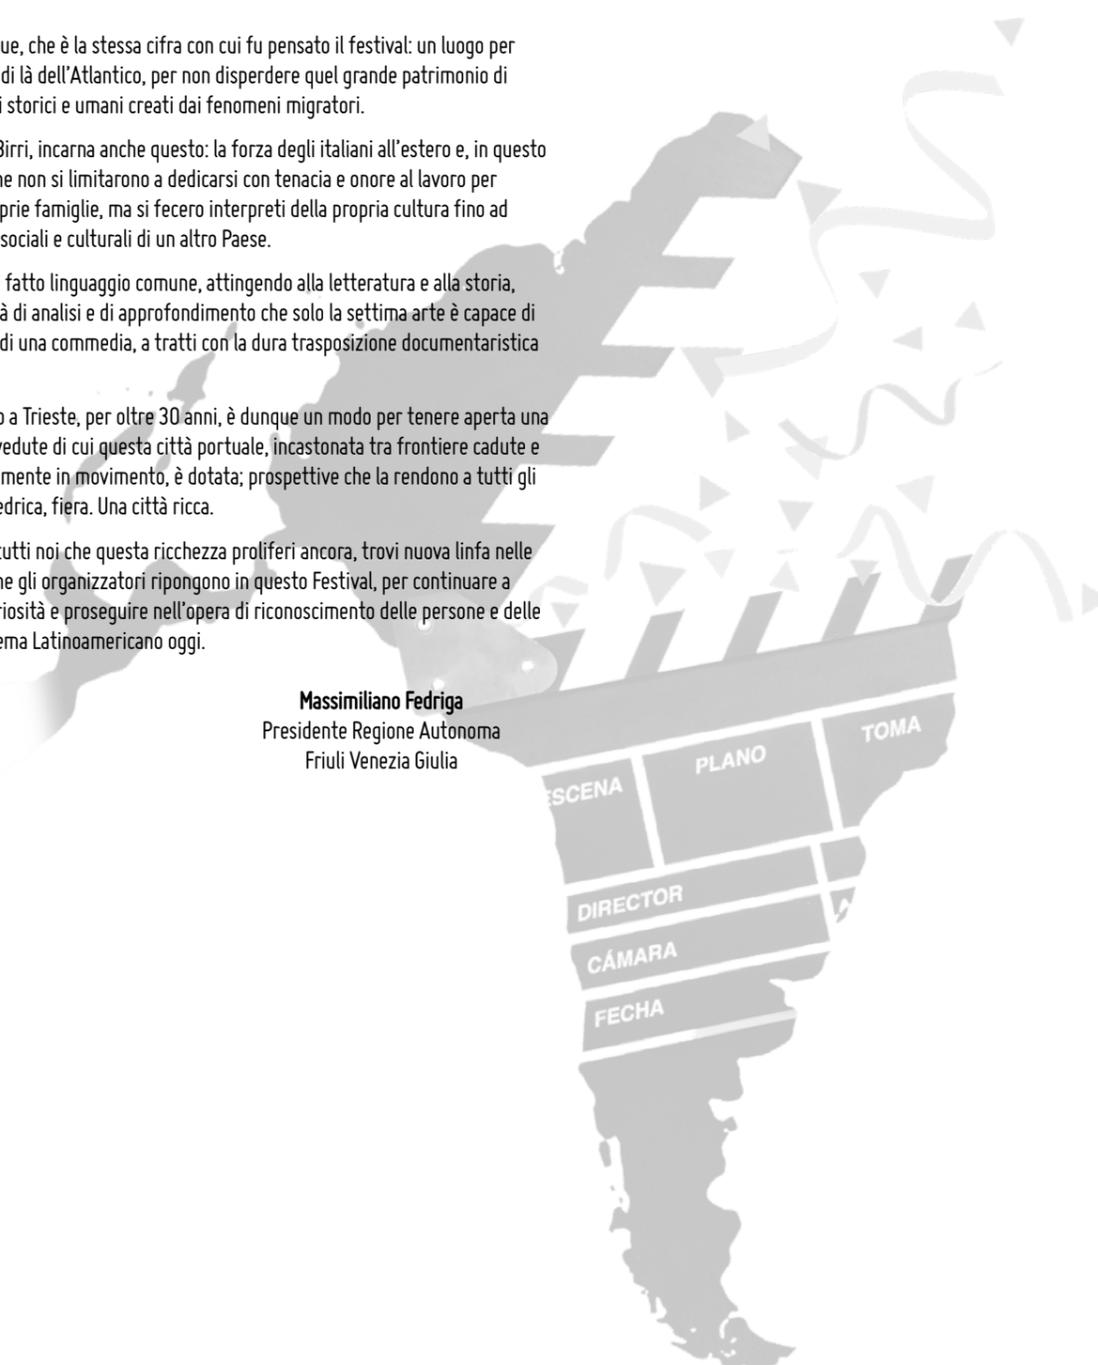 ue, che è la stessa cifra con cui fu pensato il festival: un luogo per
di là dell'Atlantico, per non disperdere quel grande patrimonio di
i storici e umani creati dai fenomeni migratori.
Birri, incarna anche questo: la forza degli italiani all'estero e, in questo
he non si limitarono a dedicarsi con tenacia e onore al lavoro per
prie famiglie, ma si fecero interpreti della propria cultura fino ad
sociali e culturali di un altro Paese.
fatto linguaggio comune, attingendo alla letteratura e alla storia,
à di analisi e di approfondimento che solo la settima arte è capace di
di una commedia, a tratti con la dura trasposizione documentaristica
o a Trieste, per oltre 30 anni, è dunque un modo per tenere aperta una
vedute di cui questa città portuale, incastonata tra frontiere cadute e
mente in movimento, è dotata; prospettive che la rendono a tutti gli
edrica, fiera. Una città ricca.
tutti noi che questa ricchezza proliferi ancora, trovi nuova linfa nelle
he gli organizzatori ripongono in questo Festival, per continuare a
riosità e proseguire nell'opera di riconoscimento delle persone e delle
ema Latinoamericano oggi.
Massimiliano Fedriga
Presidente Regione Autonoma
Friuli Venezia Giulia
ESCENA
PLANO
TOMA
DIRECTOR
CÁMARA
FECHA